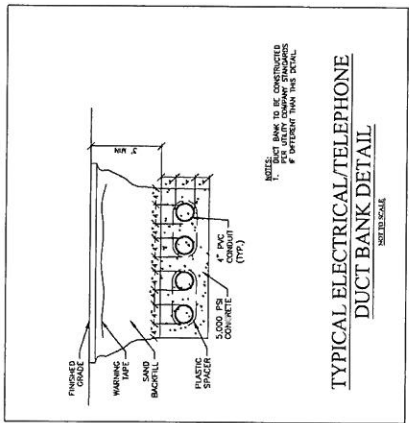 FINISHED
GRADE
WARNING
TAPE
SAND
BACKFILL
3' MIN
PLASTIC
SPACER
5,000 PSI
CONCRETE
4" PVC
CONDUIT
(TYP.)
NOTES:
1. DUCT BANK TO BE CONSTRUCTED
PER UTILITY COMPANY STANDARDS
IF DIFFERENT THAN THIS DETAIL.
TYPICAL ELECTRICAL/TELEPHONE
DUCT BANK DETAIL
NOT TO SCALE